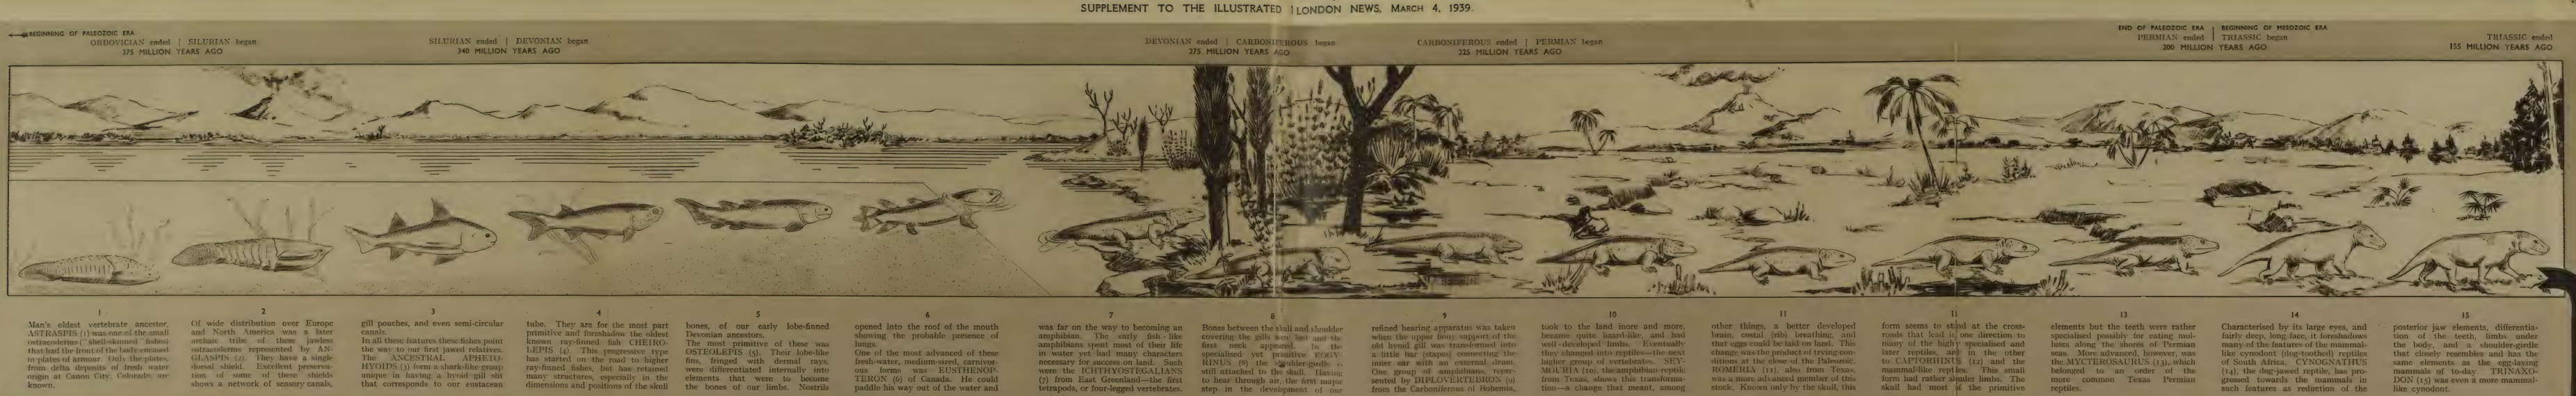 SUPPLEMENT TO THE ILLUSTRATED LONDON NEWS, MARCH 4, 1939.
BEGINNING OF PALEOZOIC ERA
ORDOVICIAN ended | SILURIAN began
375 MILLION YEARS AGO
SILURIAN ended | DEVONIAN began
340 MILLION YEARS AGO
DEVONIAN ended | CARBONIFEROUS began
275 MILLION YEARS AGO
CARBONIFEROUS ended | PERMIAN began
225 MILLION YEARS AGO
END OF PALEOZOIC ERA | BEGINNING OF MESOZOIC ERA
PERMIAN ended | TRIASSIC began
200 MILLION YEARS AGO
TRIASSIC ended
155 MILLION YEARS AGO
1
Man's oldest vertebrate ancestor,
ASTRASPIS (1) was one of the small
ostracoderms ("shell-skinned" fishes)
that had the front of the body encased
in plates of armour. Only the plates,
from delta deposits of fresh water
origin at Canon City, Colorado, are
known.
2
Of wide distribution over Europe
and North America was a later
archaic tribe of these jawless
ostracoderms represented by AN-
GLASPIS (2). They have a single
dorsal shield. Excellent preserva-
tion of some of these shields
shows a network of sensory canals,
3
gill pouches, and even semi-circular
canals.
In all these features these fishes point
the way to our first jawed relatives.
The ANCESTRAL APHETO-
HYOIDS (3) form a shark-like group
unique in having a hyoid gill slit
that corresponds to our eustacean
4
tube. They are for the most part
primitive and foreshadow the oldest
known ray-finned fish CHEIRO-
LEPIS (4). This progressive type
has started on the road to higher
ray-finned fishes, but has retained
many structures, especially in the
dimensions and positions of the skull
5
bones, of our early lobe-finned
Devonian ancestors.
The most primitive of these was
OSTEOLEPIS (5). Their lobe-like
fins, fringed with dermal rays,
were differentiated internally into
elements that were to become
the bones of our limbs. Nostrils
6
opened into the roof of the mouth
showing the probable presence of
lungs.
One of the most advanced of these
fresh-water, medium-sized, carnivor-
ous forms was EUSTHENOP-
TERON (6) of Canada. He could
paddle his way out of the water and
7
was far on the way to becoming an
amphibian. The early fish-like
amphibians spent most of their life
in water yet had many characters
necessary for success on land. Such
were the ICHTHYOSTEGALIANS
(7) from East Greenland—the first
tetrapods, or four-legged vertebrates.
8
Bones between the skull and shoulder
covering the gills were lost and the
first neck appeared. In the
specialised yet primitive EOGY-
RINUS (8) the shoulder-girdle is
still attached to the skull. Having
to hear through air, the first major
step in the development of our
9
refined hearing apparatus was taken
when the upper bony support of the
old hyoid gill was transformed into
a little bar (stapes) connecting the
inner ear with an external drum.
One group of amphibians, repre-
sented by DIPLOVERTEBRON (9)
from the Carboniferous of Bohemia,
10
took to the land more and more,
became quite lizard-like, and had
well-developed limbs. Eventually
they changed into reptiles—the next
higher group of vertebrates. SEY-
MOURIA (10), the amphibian-reptile
from Texas, shows this transforma-
tion—a change that meant, among
11
other things, a better developed
brain, costal (rib) breathing, and
that eggs could be laid on land. This
change was the product of trying con-
ditions at the close of the Paleozoic.
ROMERIA (11), also from Texas,
was a more advanced member of this
stock. Known only by the skull, this
11
form seems to stand at the cross-
roads that lead in one direction to
many of the highly specialised and
later reptiles, and in the other
to CAPTORHINUS (12) and the
mammal-like reptiles. This small
form had rather slender limbs. The
skull had most of the primitive
13
elements but the teeth were rather
specialised possibly for eating mol-
luses along the shores of Permian
seas. More advanced, however, was
the MYCTEROSAURUS (13), which
belonged to an order of the
more common Texas Permian
reptiles.
14
Characterised by its large eyes, and
fairly deep, long face, it foreshadows
many of the features of the mammal-
like cynodont (dog-toothed) reptiles
of South Africa. CYNOGNATHUS
(14), the dog-jawed reptile, has pro-
gressed towards the mammals in
such features as reduction of the
15
posterior jaw elements, differentia-
tion of the teeth, limbs under
the body, and a shoulder-girdle
that closely resembles and has the
same elements as the egg-laying
mammals of to-day. TRINAXO-
DON (15) was even a more mammal-
like cynodont.